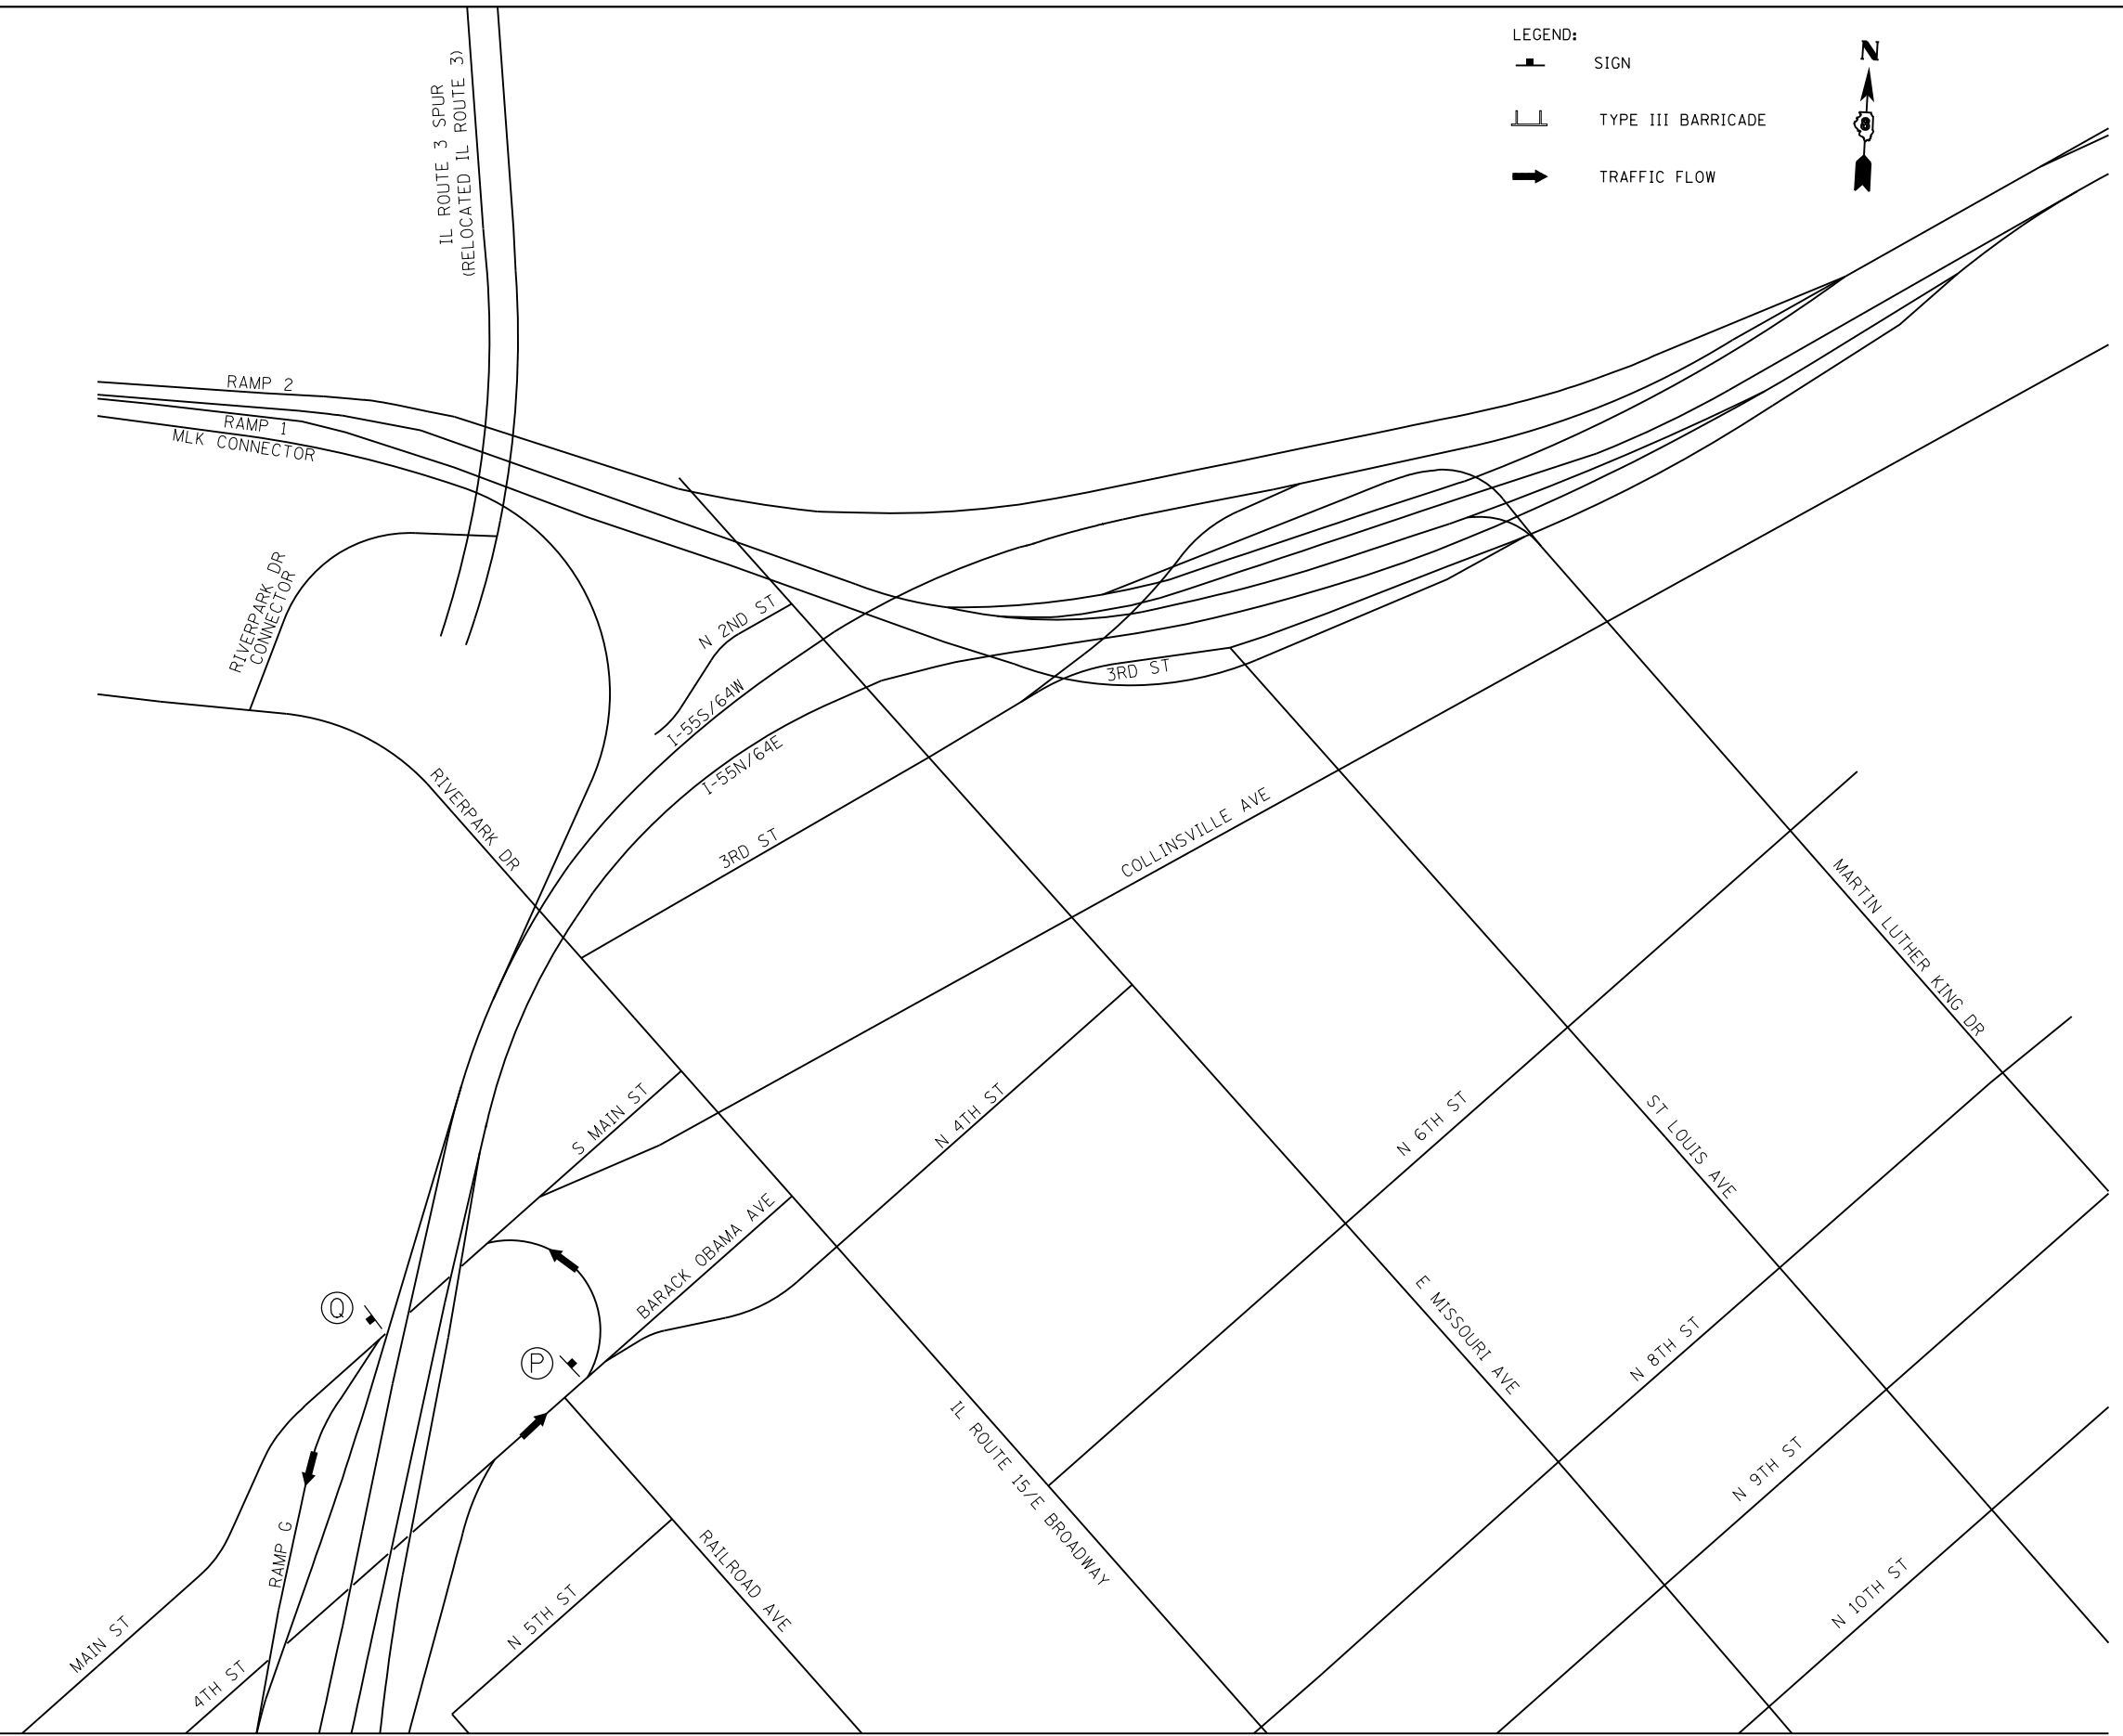 LEGEND:
N
SIGN
TYPE III BARRICADE
8
TRAFFIC FLOW
IL ROUTE 3 SPUR
(RELOCATED IL ROUTE 3)
RAMP 2
RAMP 1
MLK CONNECTOR
RIVERPARK DR
CONNECTOR
N 2ND ST
3RD ST
I-55S/64W
I-55N/64E
RIVERPARK DR
3RD ST
COLLINSVILLE AVE
MARTIN LUTHER KING DR
S MAIN ST
N 4TH ST
N 6TH ST
ST LOUIS AVE
BARACK OBAMA AVE
Q
P
E MISSOURI AVE
N 8TH ST
IL ROUTE 15/E BROADWAY
N 9TH ST
RAMP G
RAILROAD AVE
N 5TH ST
N 10TH ST
MAIN ST
4TH ST